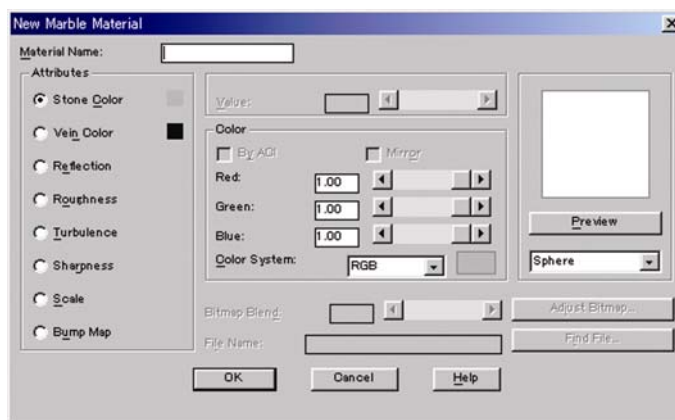 New Marble Material
Material Name:
Attributes
Stone Color
Vein Color
Reflection
Roughness
Turbulence
Sharpness
Scale
Bump Map
Value:
Color
By ACI
Mirror
Red: 1.00
Green: 1.00
Blue: 1.00
Color System: RGB
Bitmap Blend:
File Name:
Preview
Sphere
Adjust Bitmap...
Find File...
OK Cancel Help